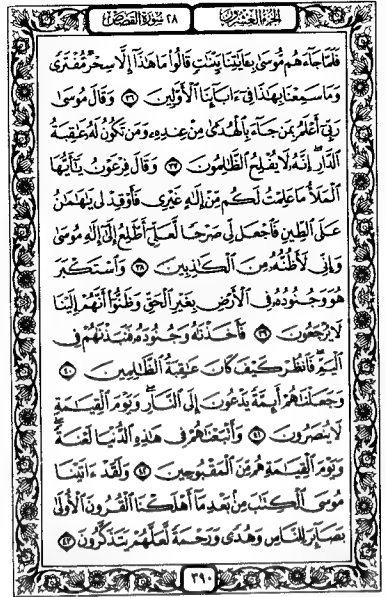 الجزء العشرون
٢٨ سورة القصص
فَلَمَّا جَآءَهُم مُّوسَىٰ بِـَٔايَٰتِنَا بَيِّنَٰتٍ قَالُوا۟ مَا هَٰذَآ إِلَّا سِحْرٌ مُّفْتَرًى
وَمَا سَمِعْنَا بِهَٰذَا فِىٓ ءَابَآئِنَا ٱلْأَوَّلِينَ ٣٦ وَقَالَ مُوسَىٰ
رَبِّىٓ أَعْلَمُ بِمَن جَآءَ بِٱلْهُدَىٰ مِنْ عِندِهِۦ وَمَن تَكُونُ لَهُۥ عَٰقِبَةُ
ٱلدَّارِ إِنَّهُۥ لَا يُفْلِحُ ٱلظَّٰلِمُونَ ٣٧ وَقَالَ فِرْعَوْنُ يَٰٓأَيُّهَا
ٱلْمَلَأُ مَا عَلِمْتُ لَكُم مِّنْ إِلَٰهٍ غَيْرِى فَأَوْقِدْ لِى يَٰهَٰمَٰنُ
عَلَى ٱلطِّينِ فَٱجْعَل لِّى صَرْحًا لَّعَلِّىٓ أَطَّلِعُ إِلَىٰٓ إِلَٰهِ مُوسَىٰ
وَإِنِّى لَأَظُنُّهُۥ مِنَ ٱلْكَٰذِبِينَ ٣٨ وَٱسْتَكْبَرَ
هُوَ وَجُنُودُهُۥ فِى ٱلْأَرْضِ بِغَيْرِ ٱلْحَقِّ وَظَنُّوٓا۟ أَنَّهُمْ إِلَيْنَا
لَا يُرْجَعُونَ ٣٩ فَأَخَذْنَٰهُ وَجُنُودَهُۥ فَنَبَذْنَٰهُمْ فِى
ٱلْيَمِّ فَٱنظُرْ كَيْفَ كَانَ عَٰقِبَةُ ٱلظَّٰلِمِينَ ٤٠
وَجَعَلْنَٰهُمْ أَئِمَّةً يَدْعُونَ إِلَى ٱلنَّارِ وَيَوْمَ ٱلْقِيَٰمَةِ
لَا يُنصَرُونَ ٤١ وَأَتْبَعْنَٰهُمْ فِى هَٰذِهِ ٱلدُّنْيَا لَعْنَةً
وَيَوْمَ ٱلْقِيَٰمَةِ هُم مِّنَ ٱلْمَقْبُوحِينَ ٤٢ وَلَقَدْ ءَاتَيْنَا
مُوسَى ٱلْكِتَٰبَ مِنۢ بَعْدِ مَآ أَهْلَكْنَا ٱلْقُرُونَ ٱلْأُولَىٰ
بَصَآئِرَ لِلنَّاسِ وَهُدًى وَرَحْمَةً لَّعَلَّهُمْ يَتَذَكَّرُونَ ٤٣
٣٩٠